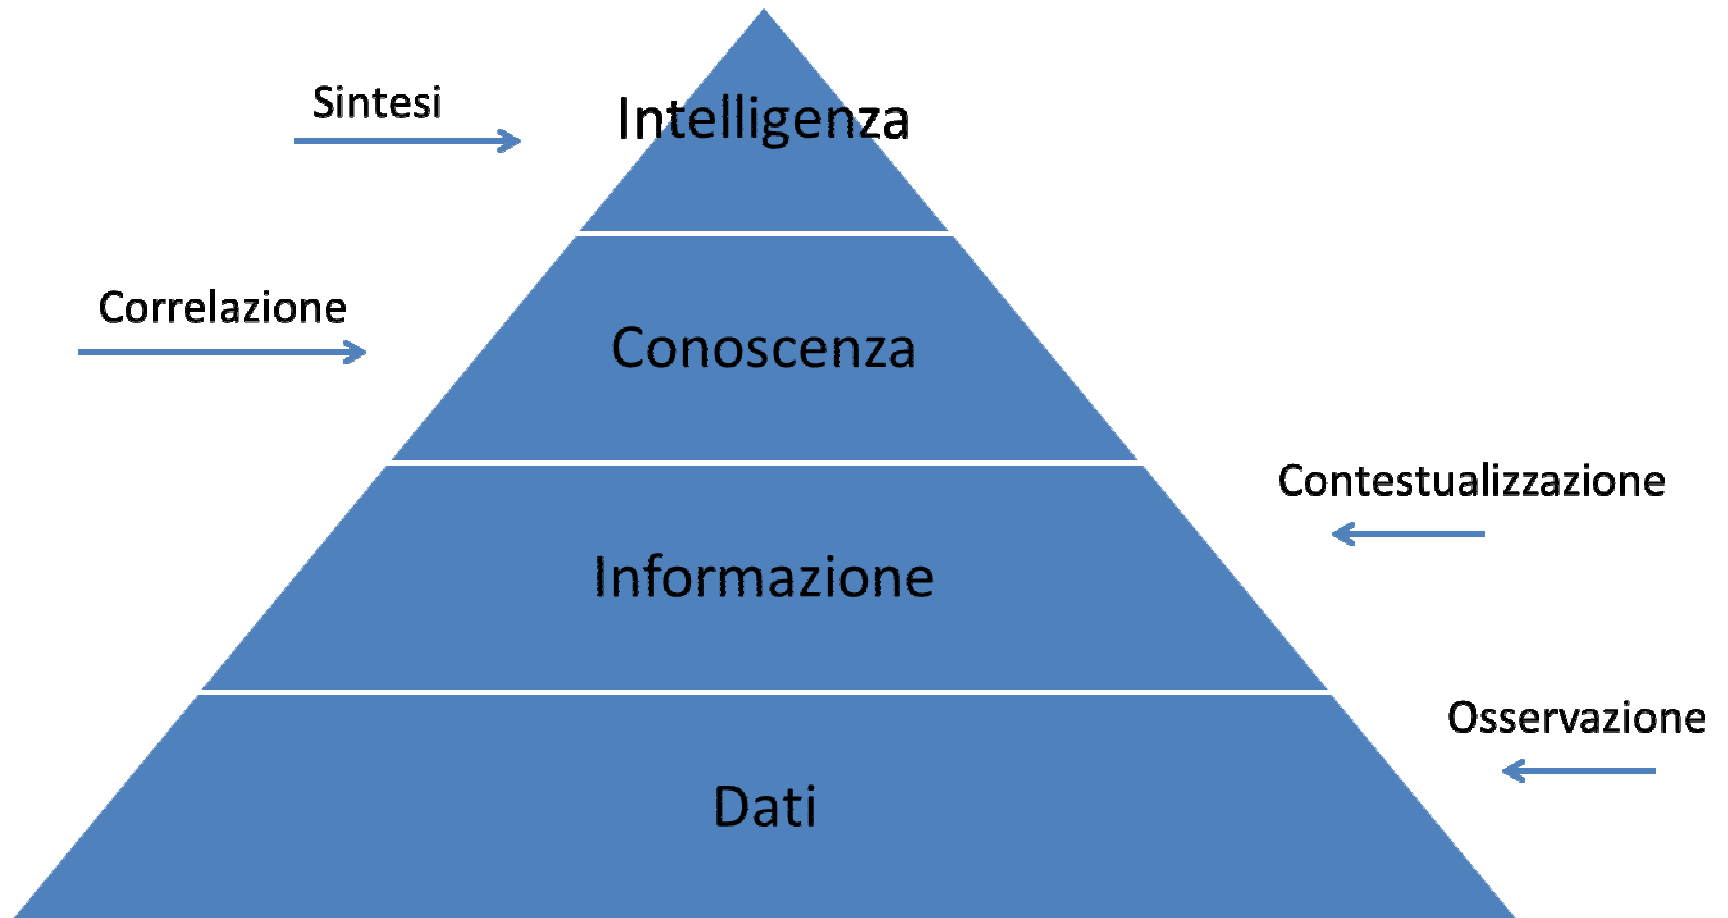 Sintesi
Intelligenza
Correlazione
Conoscenza
Contestualizzazione
Informazione
Osservazione
Dati